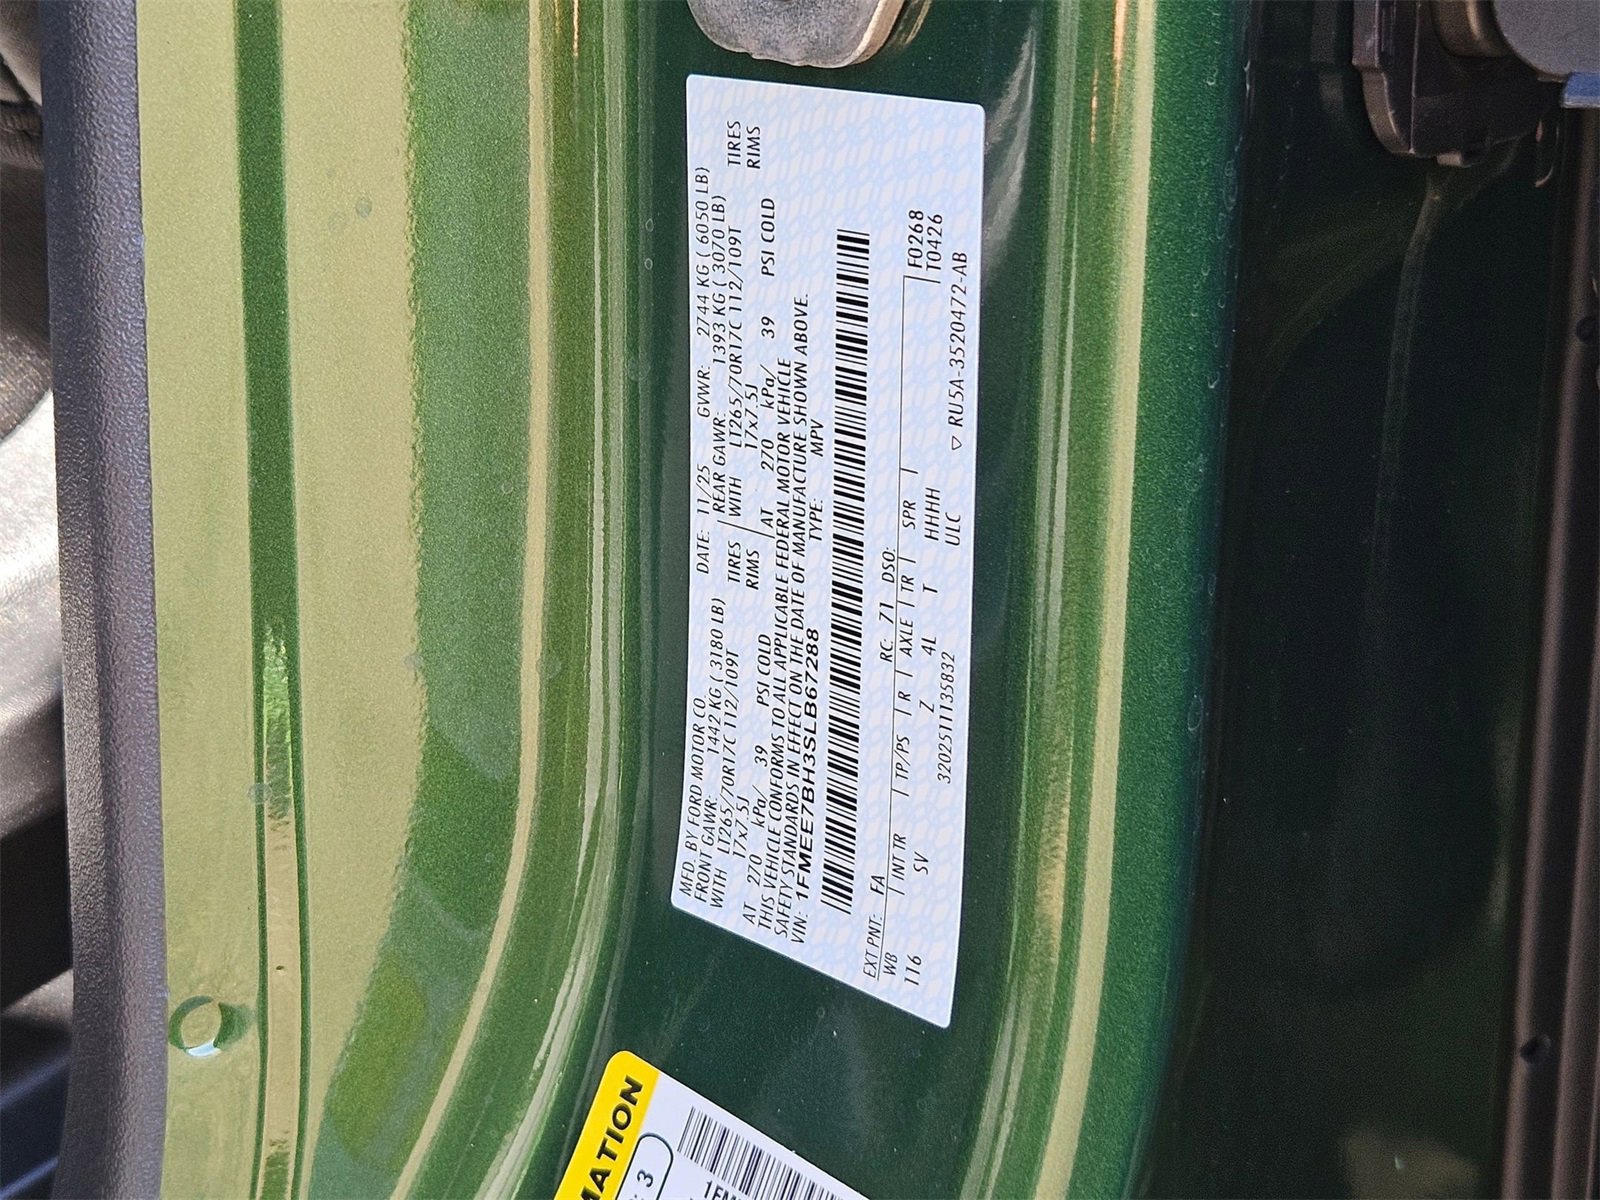 MFD. BY FORD MOTOR CO. DATE: 11/25 GVWR: 2744 KG ( 6050 LB)
FRONT GAWR: 1442 KG ( 3180 LB) REAR GAWR: 1393 KG ( 3070 LB)
WITH LT265/70R17C 112/109T TIRES WITH LT265/70R17C 112/109T TIRES
17x7.5J RIMS 17x7.5J RIMS
AT 270 kPa/ 39 PSI COLD AT 270 kPa/ 39 PSI COLD
THIS VEHICLE CONFORMS TO ALL APPLICABLE FEDERAL MOTOR VEHICLE
SAFETY STANDARDS IN EFFECT ON THE DATE OF MANUFACTURE SHOWN ABOVE.
VIN: 1FMEE7BH3SLB67288 TYPE: MPV
EXT PNT: FA RC: 71 DSO:
WB INT TR TP/PS R AXLE TR SPR F0268
116 SV Z 4L T HHHH T0426
320251113583​2 ULC ▽ RU5A-3520472-AB
MATION
3